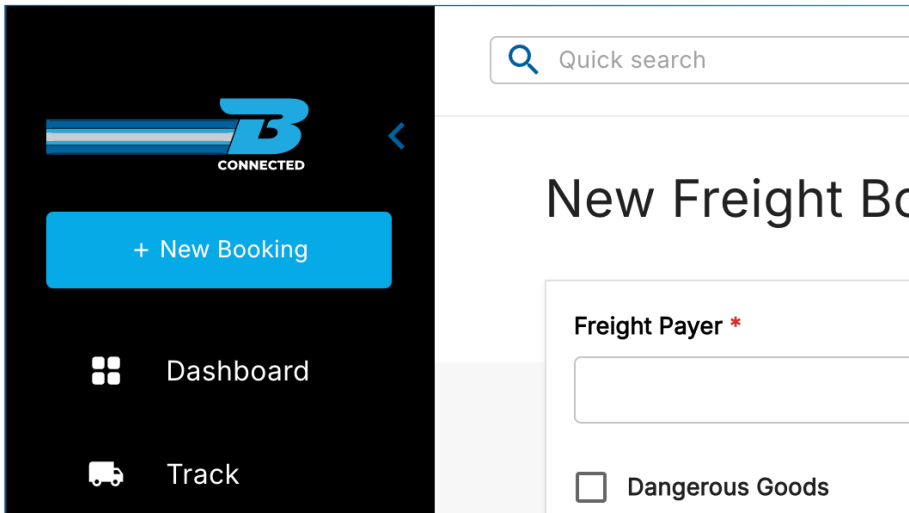 B
CONNECTED
+ New Booking
Dashboard
Track
Quick search
New Freight Bo
Freight Payer *
Dangerous Goods